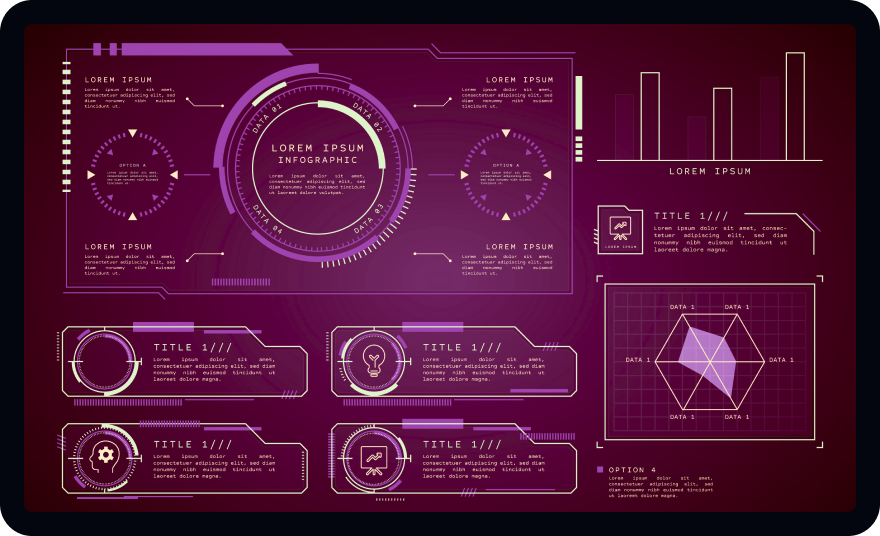 LOREM IPSUM
Lorem ipsum dolor sit amet,
consectetuer adipiscing elit, sed
diam nonummy nibh euismod
tincidunt ut.
OPTION A
LOREM IPSUM
Lorem ipsum dolor sit amet,
consectetuer adipiscing elit, sed
diam nonummy nibh euismod
tincidunt ut.
DATA 01
DATA 02
DATA 03
DATA 04
LOREM IPSUM
INFOGRAPHIC
Lorem ipsum dolor sit amet,
consectetuer adipiscing elit, sed
diam nonummy nibh euismod tincidunt ut
laoreet dolore volutpat.
LOREM IPSUM
Lorem ipsum dolor sit amet,
consectetuer adipiscing elit, sed
diam nonummy nibh euismod
tincidunt ut.
OPTION A
LOREM IPSUM
Lorem ipsum dolor sit amet,
consectetuer adipiscing elit, sed
diam nonummy nibh euismod
tincidunt ut.
LOREM IPSUM
LOREM IPSUM
TITLE 1///
Lorem ipsum dolor sit amet, consec-
tetuer adipiscing elit, sed diam
nonummy nibh euismod tincidunt ut
laoreet dolore magna.
TITLE 1///
Lorem ipsum dolor sit amet,
consectetuer adipiscing elit, sed diam
nonummy nibh euismod tincidunt ut
laoreet dolore magna.
TITLE 1///
Lorem ipsum dolor sit amet,
consectetuer adipiscing elit, sed diam
nonummy nibh euismod tincidunt ut
laoreet dolore magna.
TITLE 1///
Lorem ipsum dolor sit amet,
consectetuer adipiscing elit, sed diam
nonummy nibh euismod tincidunt ut
laoreet dolore magna.
TITLE 1///
Lorem ipsum dolor sit amet,
consectetuer adipiscing elit, sed diam
nonummy nibh euismod tincidunt ut
laoreet dolore magna.
DATA 1
DATA 1
DATA 1
DATA 1
DATA 1
DATA 1
OPTION 4
Lorem ipsum dolor sit amet,
consectetuer adipiscing elit, sed
diam nonummy nibh euismod tincidunt
ut laoreet dolore magna.